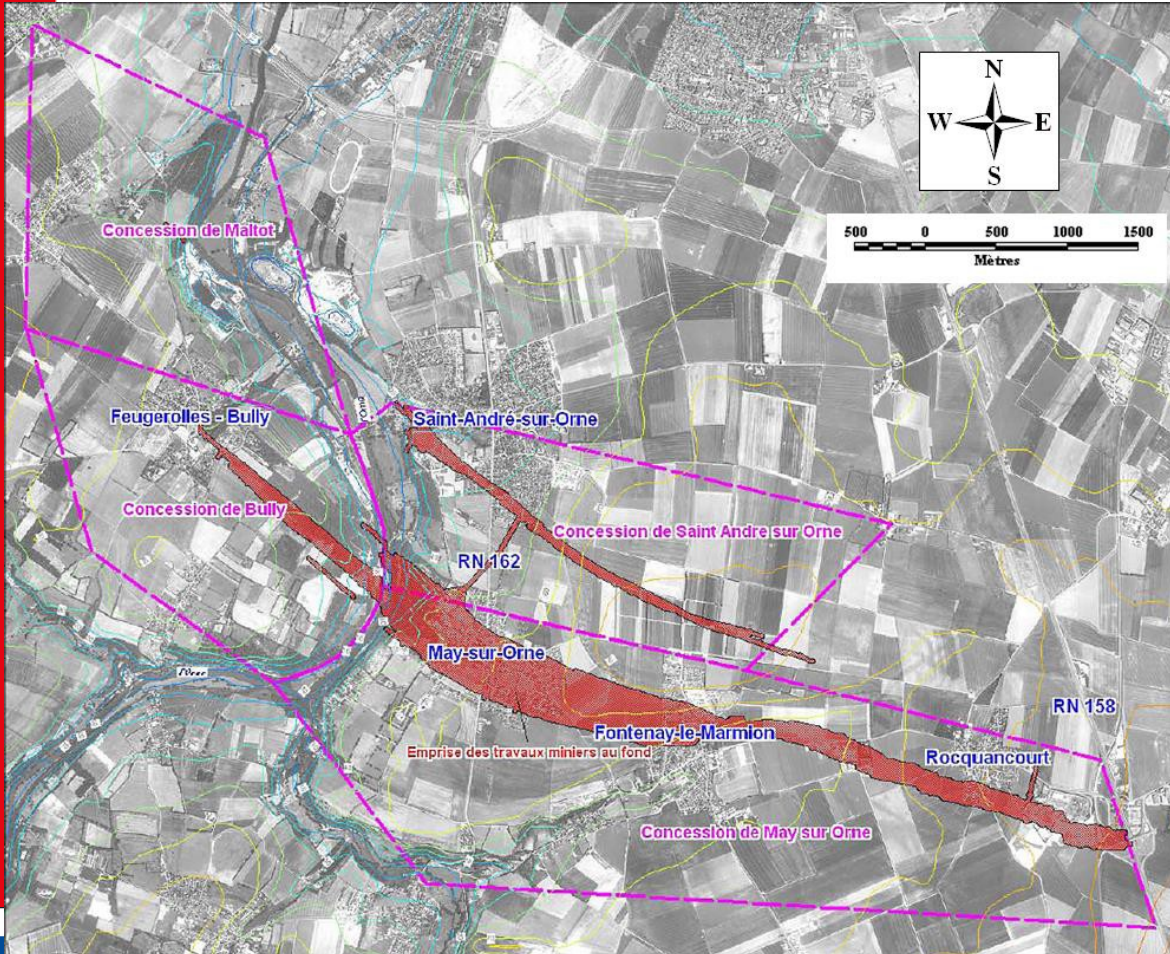 N
W E
S
500 0 500 1000 1500
Mètres
Concession de Maltot
Feugerolles - Bully
Saint-André-sur-Orne
Concession de Bully
Concession de Saint Andre sur Orne
RN 162
May-sur-Orne
RN 158
Fontenay-le-Marmion
Emprise des travaux miniers au fond
Rocquancourt
Concession de May sur Orne